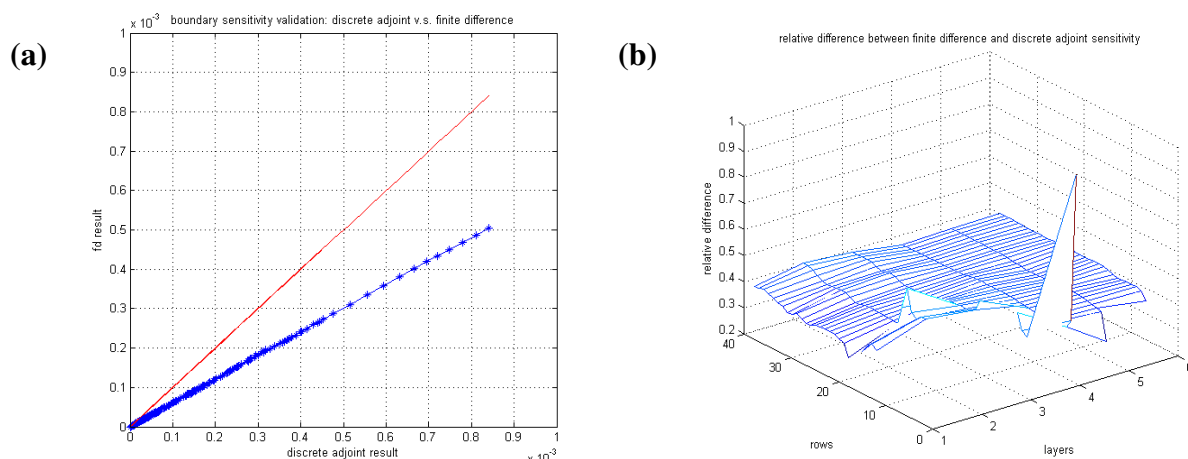 (a)
x 10^-3
boundary sensitivity validation: discrete adjoint v.s. finite difference
1
0.9
0.8
0.7
0.6
0.5
0.4
0.3
0.2
0.1
0
fd result
0 0.1 0.2 0.3 0.4 0.5 0.6 0.7 0.8 0.9 1
discrete adjoint result
(b)
relative difference between finite difference and discrete adjoint sensitivity
1
0.9
0.8
0.7
0.6
0.5
0.4
0.3
0.2
relative difference
40
30
20
10
0
rows
1
2
3
4
5
layers